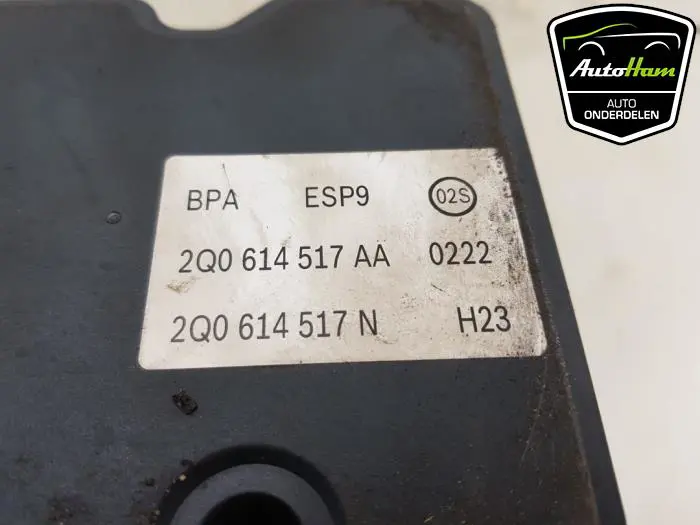 AutoHam
AUTO
ONDERDELEN
BPA ESP9 02S
2Q0 614 517 AA 0222
2Q0 614 517 N H23